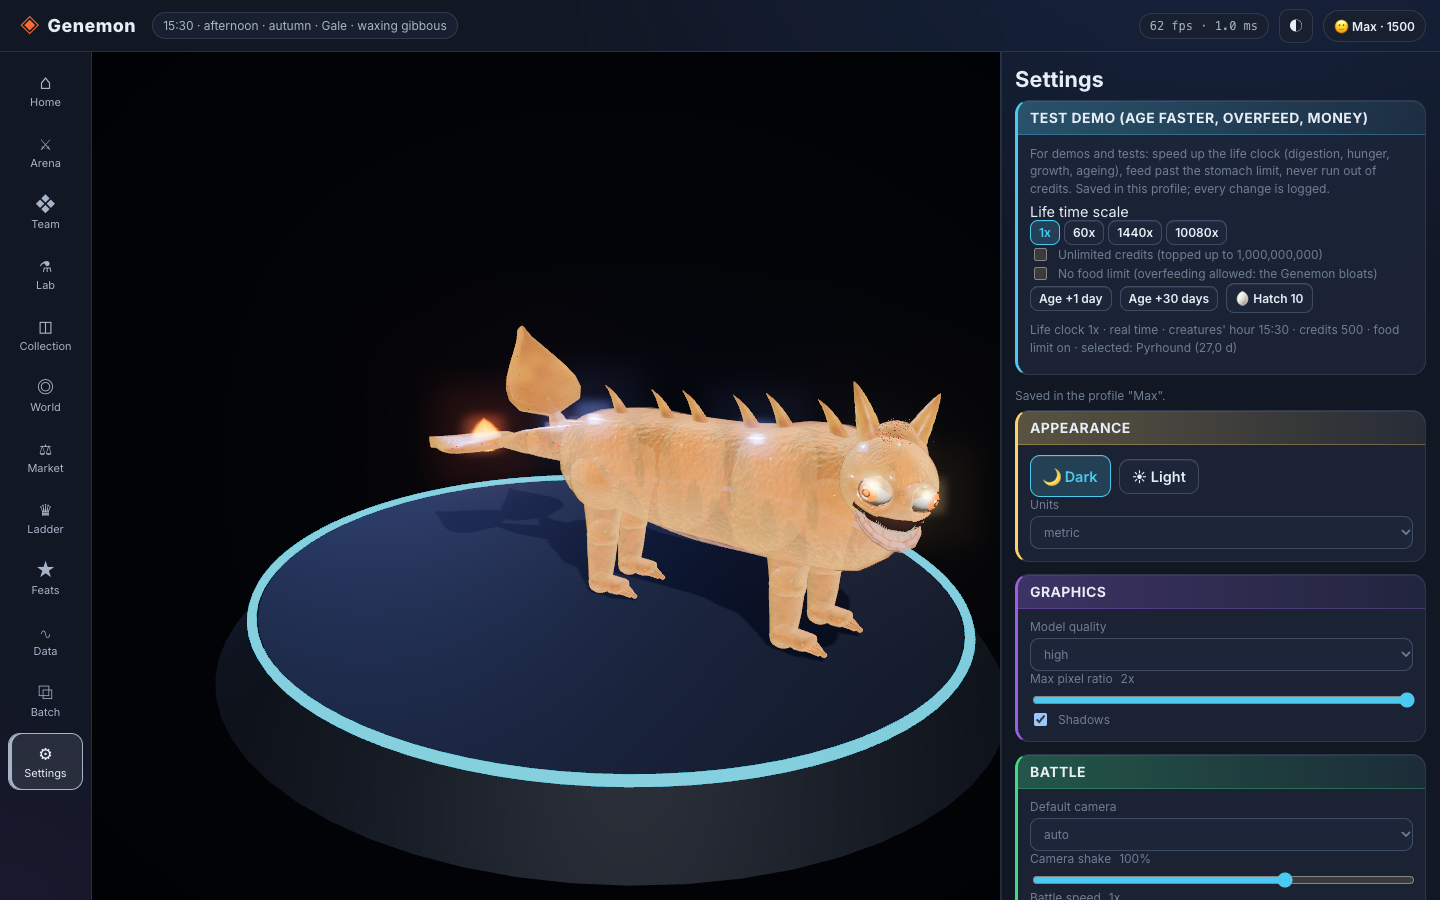 Genemon
15:30 · afternoon · autumn · Gale · waxing gibbous
62 fps · 1.0 ms
Max · 1500
Home
Arena
Team
Lab
Collection
World
Market
Ladder
Feats
Data
Batch
Settings
Settings
TEST DEMO (AGE FASTER, OVERFEED, MONEY)
For demos and tests: speed up the life clock (digestion, hunger,
growth, ageing), feed past the stomach limit, never run out of
credits. Saved in this profile; every change is logged.
Life time scale
1x 60x 1440x 10080x
Unlimited credits (topped up to 1,000,000,000)
No food limit (overfeeding allowed: the Genemon bloats)
Age +1 day Age +30 days Hatch 10
Life clock 1x · real time · creatures' hour 15:30 · credits 500 · food
limit on · selected: Pyrhound (27,0 d)
Saved in the profile "Max".
APPEARANCE
Dark Light
Units
metric
GRAPHICS
Model quality
high
Max pixel ratio 2x
Shadows
BATTLE
Default camera
auto
Camera shake 100%
Battle speed 1x